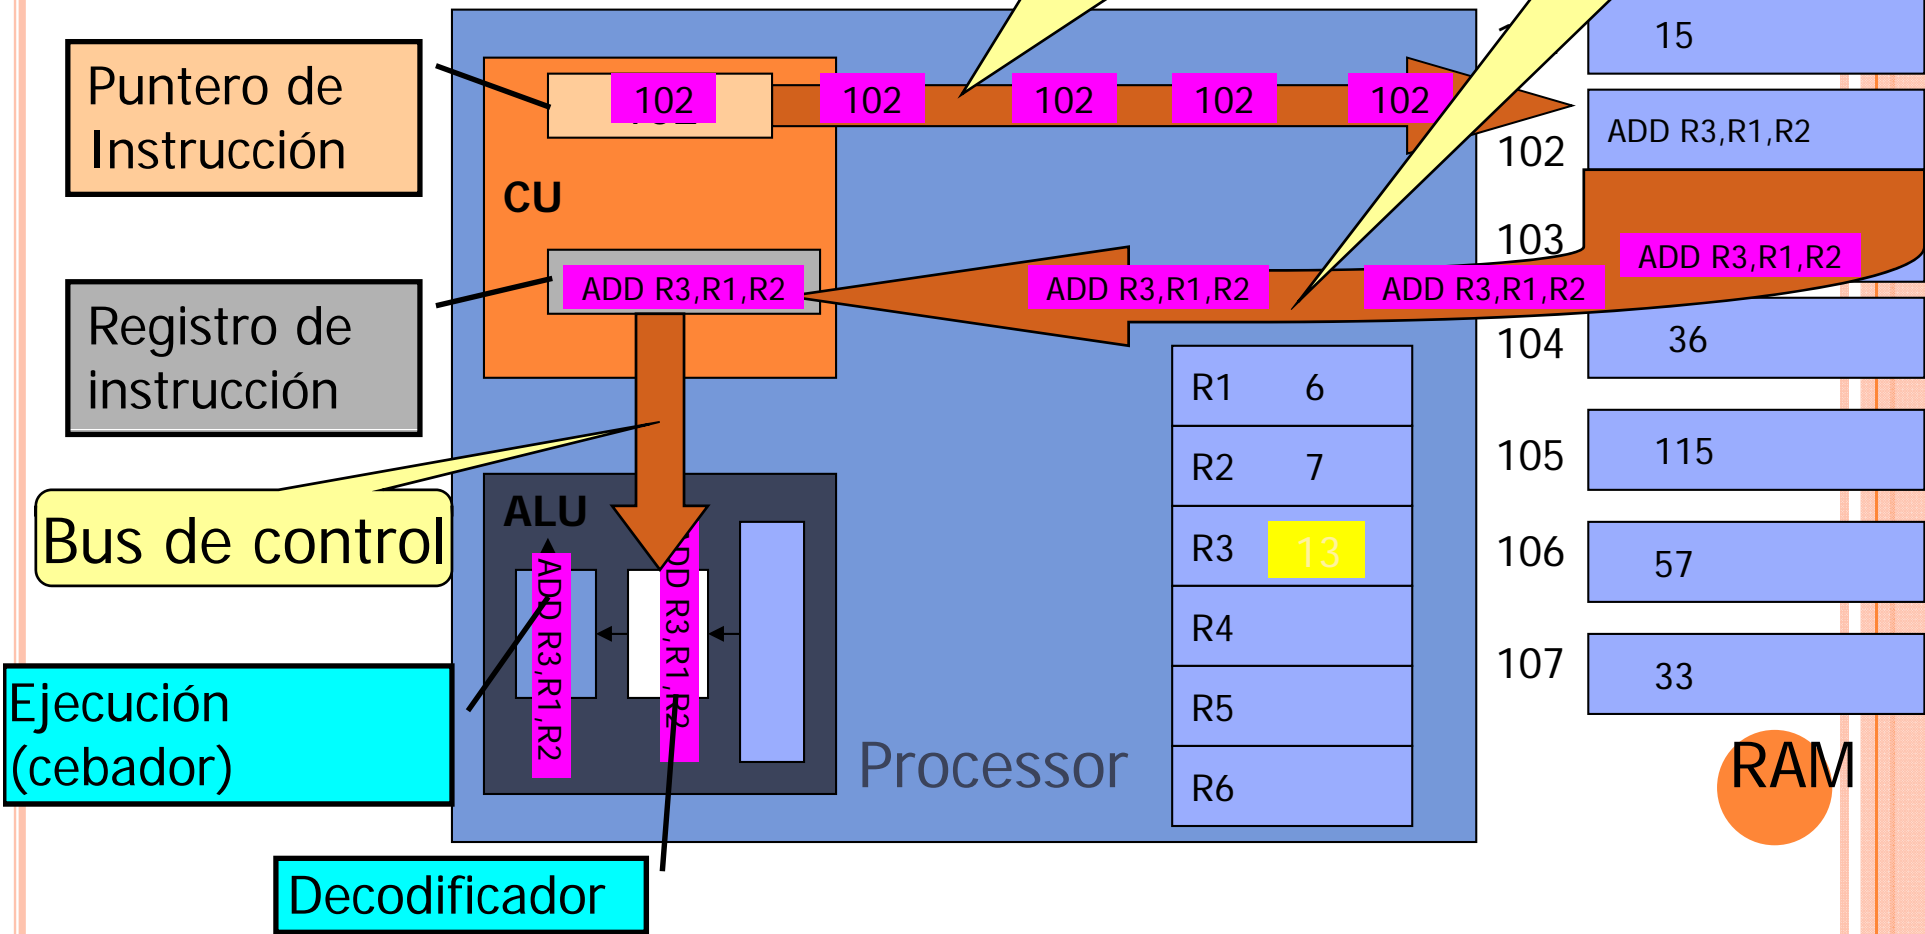 Puntero de
Instrucción
102
102
102
102
102
15
102
ADD R3,R1,R2
CU
103
ADD R3,R1,R2
ADD R3,R1,R2
ADD R3,R1,R2
ADD R3,R1,R2
Registro de
instrucción
104
36
R1 6
R2 7
R3 13
R4
R5
R6
105
115
106
57
107
33
Bus de control
ALU
ADD R3,R1,R2
DD R3,R1,R2
Ejecución
(cebador)
Processor
RAM
Decodificador